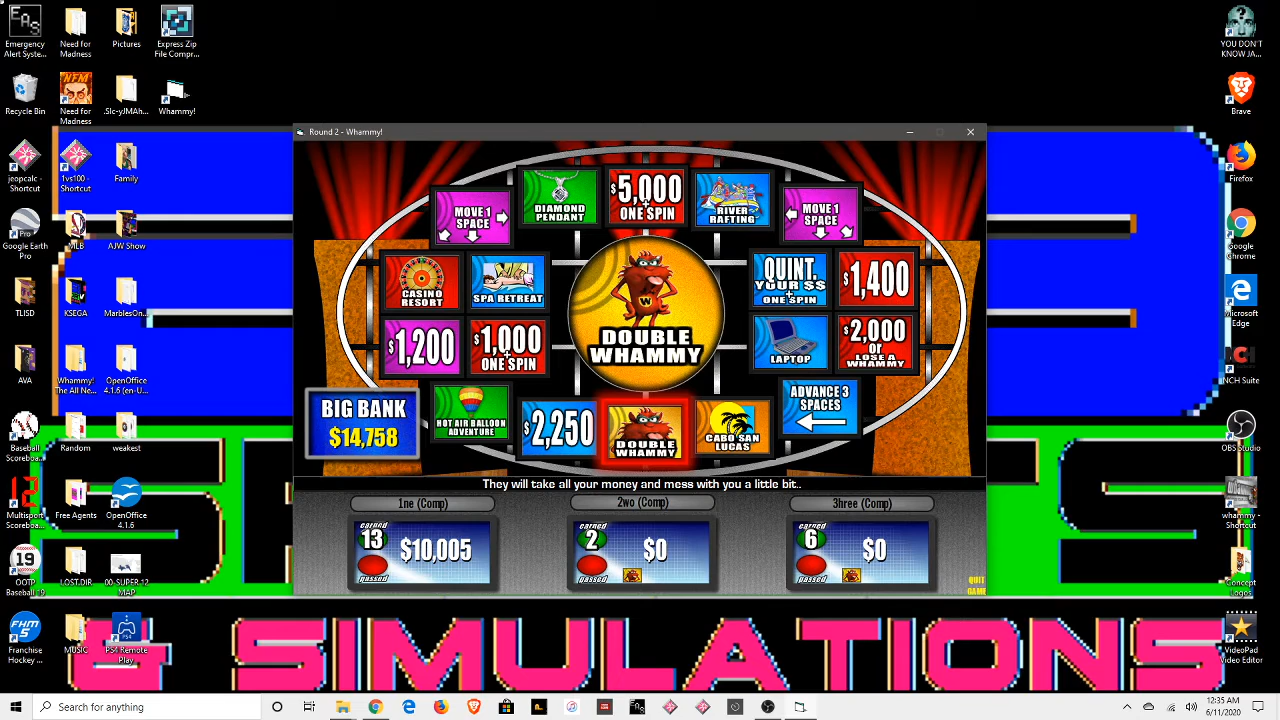 Emergency
Alert Syste...
Need for
Madness
Pictures
Express Zip
File Compr...
YOU DON'T
KNOW JA...
Recycle Bin
Need for
Madness
.Slc-yJMAh...
Whammy!
Brave
jeopcalc -
Shortcut
1vs100 -
Shortcut
Family
Firefox
Google Earth
Pro
MLB
AJW Show
Google
Chrome
TLISD
KSEGA
MarblesOn...
Microsoft
Edge
AVA
Whammy!
The All Ne...
OpenOffice
4.1.6 (en-U...
NCH Suite
Baseball
Scoreboa...
Random
weakest
OBS Studio
Multisport
Scoreboa...
Free Agents
OpenOffice
4.1.6
whammy -
Shortcut
OOTP
Baseball 19
LOST.DIR
00-SUPER 12
MAP
Concept
Logos
Franchise
Hockey ...
MUSIC
PS4 Remote
Play
VideoPad
Video Editor
Round 2 - Whammy!
MOVE 1
SPACE
DIAMOND
PENDANT
$5,000
+
ONE SPIN
RIVER
RAFTING
MOVE 1
SPACE
CASINO
RESORT
SPA RETREAT
QUINT.
YOUR $$
+
ONE SPIN
$1,400
W
DOUBLE
WHAMMY
$1,200
$1,000
+
ONE SPIN
LAPTOP
$2,000
OR
LOSE A
WHAMMY
BIG BANK
$14,758
HOT AIR BALLOON
ADVENTURE
$2,250
DOUBLE
WHAMMY
CABO SAN
LUCAS
ADVANCE 3
SPACES
They will take all your money and mess with you a little bit..
1ne (Comp)
2wo (Comp)
3hree (Comp)
earned
13
passed
$10,005
earned
2
passed
$0
earned
6
passed
$0
QUIT
GAME
& SIMULATIONS
Search for anything
12:35 AM
6/11/2020